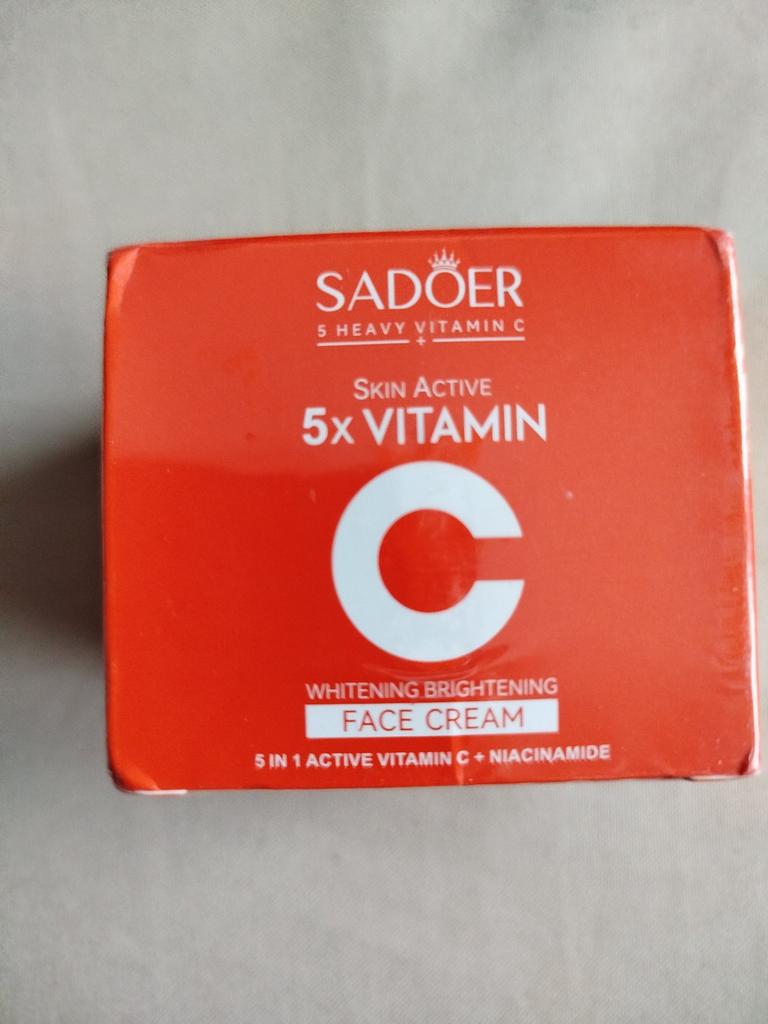 SADOER
5 HEAVY VITAMIN C
+
SKIN ACTIVE
5X VITAMIN
C
WHITENING BRIGHTENING
FACE CREAM
5 IN 1 ACTIVE VITAMIN C + NIACINAMIDE